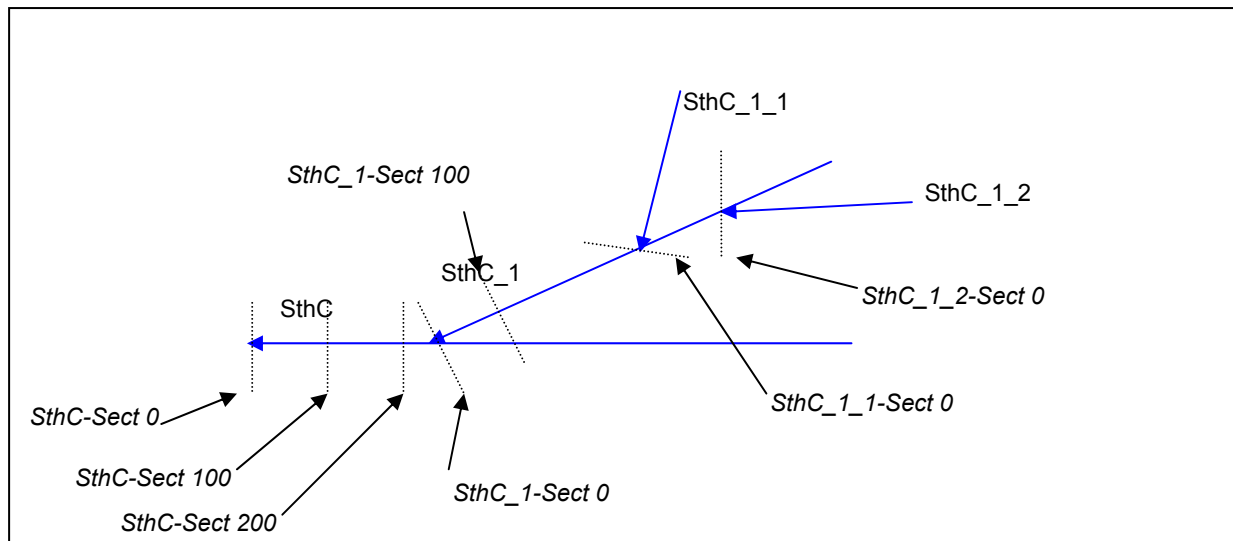 SthC_1_1
SthC_1-Sect 100
SthC_1_2
SthC_1
SthC_1_2-Sect 0
SthC
SthC_1_1-Sect 0
SthC-Sect 0
SthC-Sect 100
SthC_1-Sect 0
SthC-Sect 200